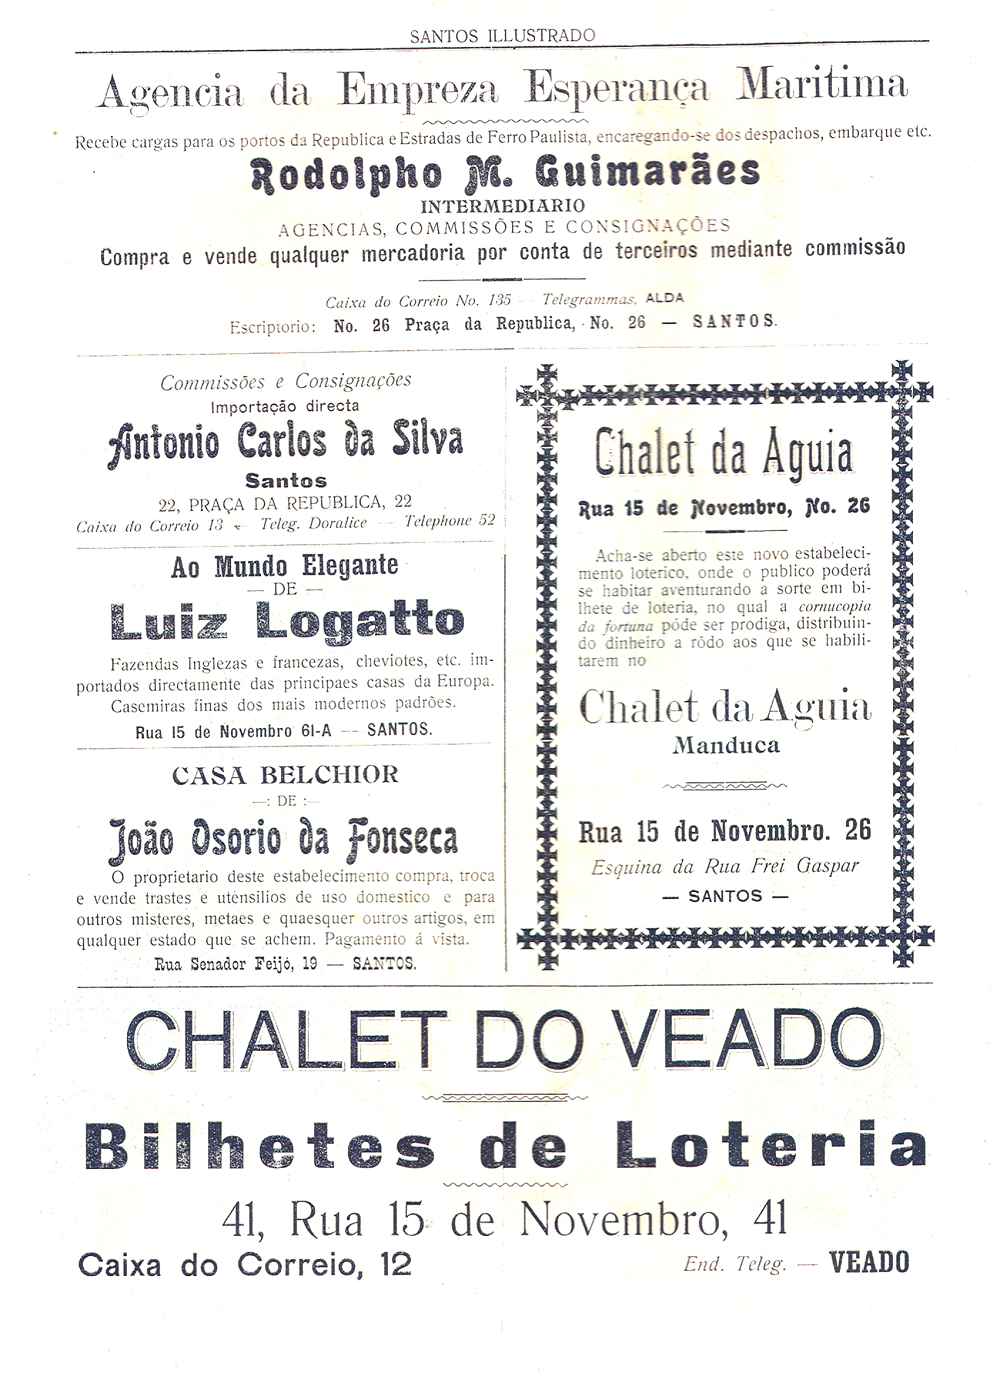 SANTOS ILLUSTRADO
Agencia da Empreza Esperança Maritima
Recebe cargas para os portos da Republica e Estradas de Ferro Paulista, encaregando-se dos despachos, embarque etc.
Rodolpho M. Guimarães
INTERMEDIARIO
AGENCIAS, COMMISSÕES E CONSIGNAÇÕES
Compra e vende qualquer mercadoria por conta de terceiros mediante commissão
Caixa do Correio No. 135 — Telegrammas, ALDA
Escriptorio: No. 26 Praça da Republica, No. 26 — SANTOS.
Commissões e Consignações
Importação directa
Antonio Carlos da Silva
Santos
22, PRAÇA DA REPUBLICA, 22
Caixa do Correio 13 — Teleg. Doralice — Telephone 52
Ao Mundo Elegante
— DE —
Luiz Logatto
Fazendas Inglezas e francezas, cheviotes, etc. im-
portados directamente das principaes casas da Europa.
Casemiras finas dos mais modernos padrões.
Rua 15 de Novembro 61-A — SANTOS.
CASA BELCHIOR
—: DE :—
João Osorio da Fonseca
O proprietario deste estabelecimento compra, troca
e vende trastes e utensilios de uso domestico e para
outros misteres, metaes e quaesquer outros artigos, em
qualquer estado que se achem. Pagamento á vista.
Rua Senador Feijó, 19 — SANTOS.
Chalet da Aguia
Rua 15 de Novembro, No. 26
Acha-se aberto este novo estabeleci-
mento loterico, onde o publico poderá
se habitar aventurando a sorte em bi-
lhete de loteria, no qual a cornucopia
da fortuna póde ser prodiga, distribuin-
do dinheiro a ròdo aos que se habili-
tarem no
Chalet da Aguia
Manduca
Rua 15 de Novembro. 26
Esquina da Rua Frei Gaspar
— SANTOS —
CHALET DO VEADO
Bilhetes de Loteria
41, Rua 15 de Novembro, 41
Caixa do Correio, 12
End. Teleg. — VEADO